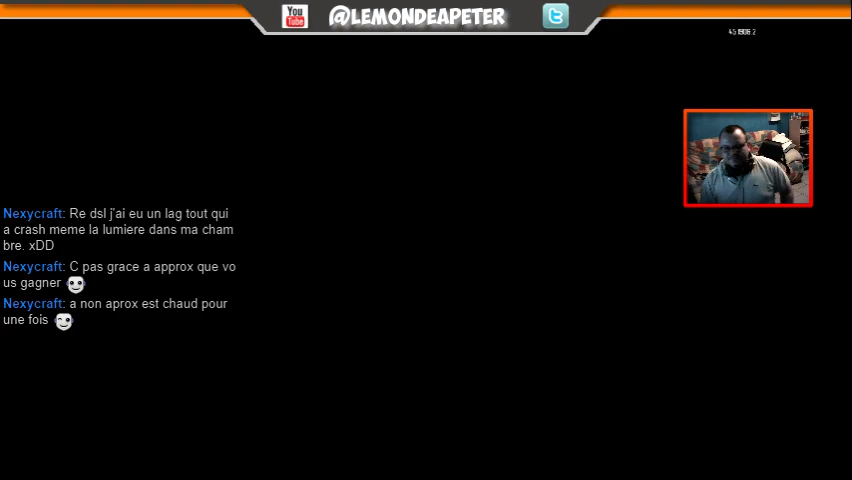 You
Tube
@LEMONDEAPETER
Nexycraft: Re dsl j'ai eu un lag tout qui
a crash meme la lumiere dans ma cham
bre. xDD
Nexycraft: C pas grace a approx que vo
us gagner
Nexycraft: a non aprox est chaud pour
une fois